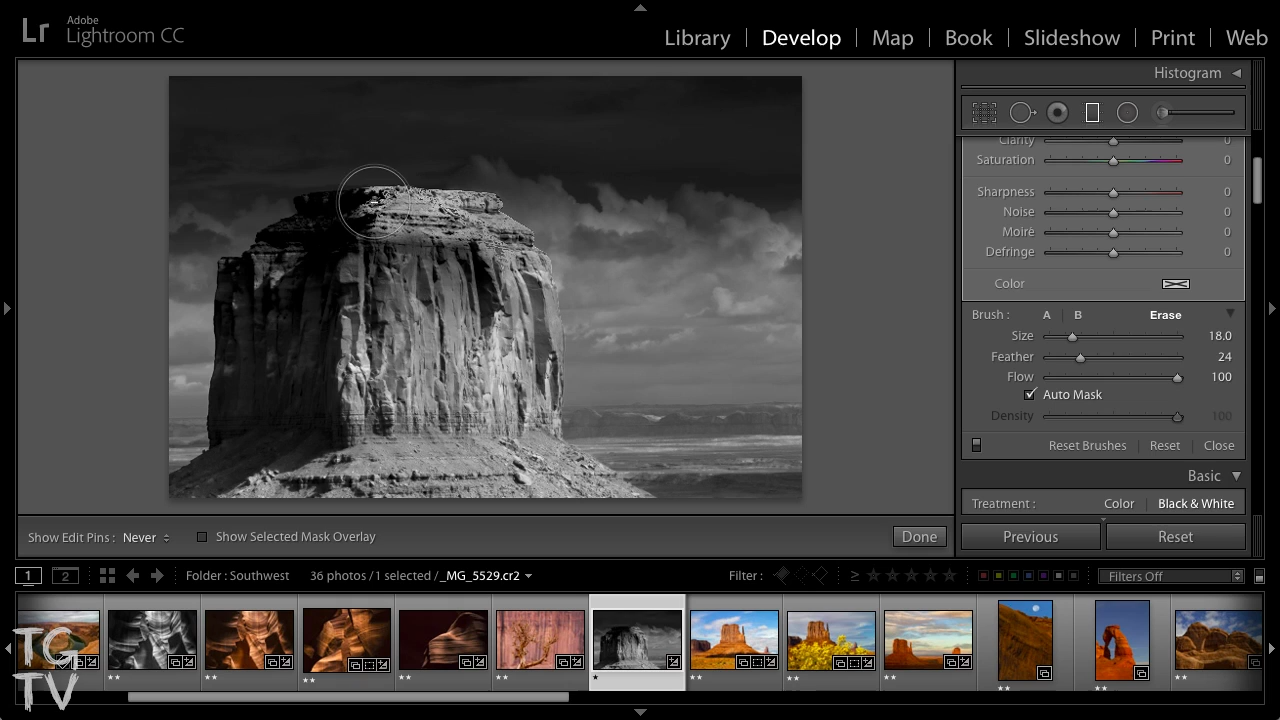 Lr Adobe
Lightroom CC
Library | Develop | Map | Book | Slideshow | Print | Web
Histogram
Clarity 0
Saturation 0
Sharpness 0
Noise 0
Moirè 0
Defringe 0
Color
Brush : A | B Erase
Size 18.0
Feather 24
Flow 100
Auto Mask
Density 100
Reset Brushes | Reset | Close
Basic
Treatment : Color | Black & White
Show Edit Pins : Never Show Selected Mask Overlay Done
Previous Reset
1 2 Folder : Southwest 36 photos / 1 selected / _MG_5529.cr2 Filter : ≥ Filters Off
TG
TV